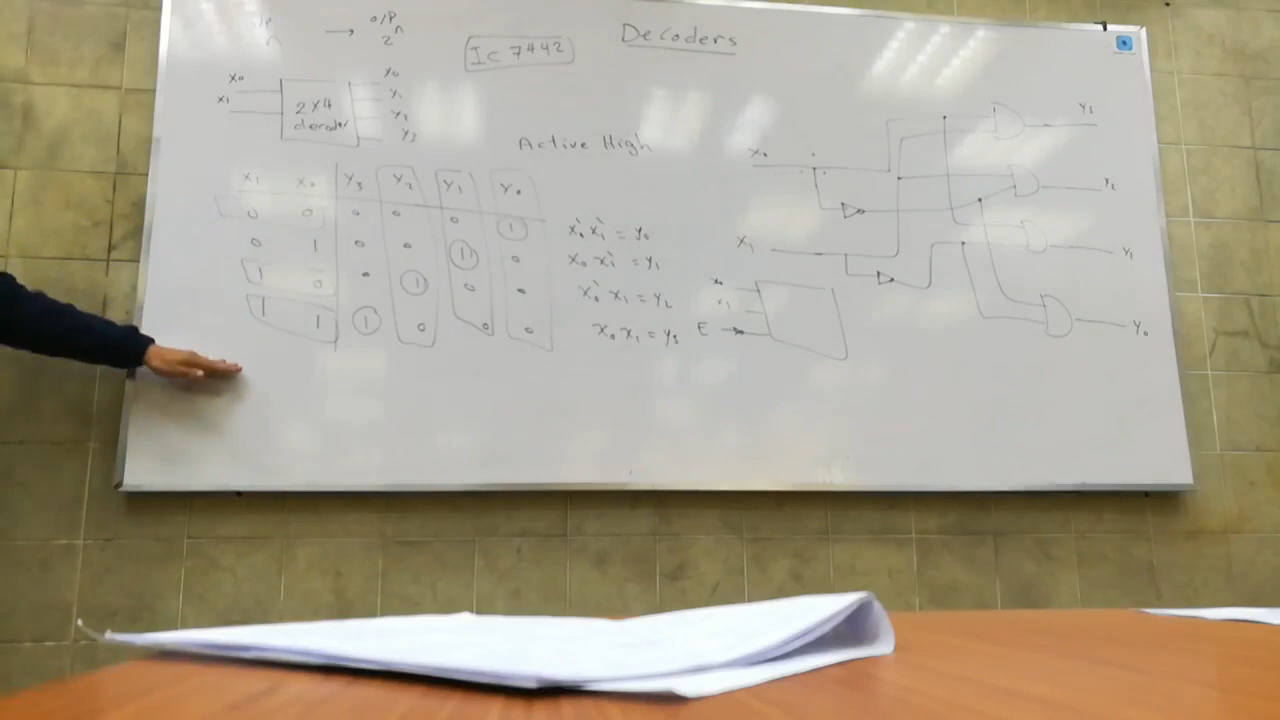 Decoders
I/P → O/P
n 2^n
Ic 7442
x0
x1
2x4
decoder
Y0
Y1
Y2
Y3
Active High
x1 x0 Y3 Y2 Y1 Y0
0 0 0 0 0 1
0 1 0 0 1 0
1 0 0 1 0 0
1 1 1 0 0 0
x0` x1` = y0
x0 x1` = y1
x0` x1 = y2
x0 x1 = y3
x0
x1
Y3
Y2
Y1
Y0
x0
x1
E